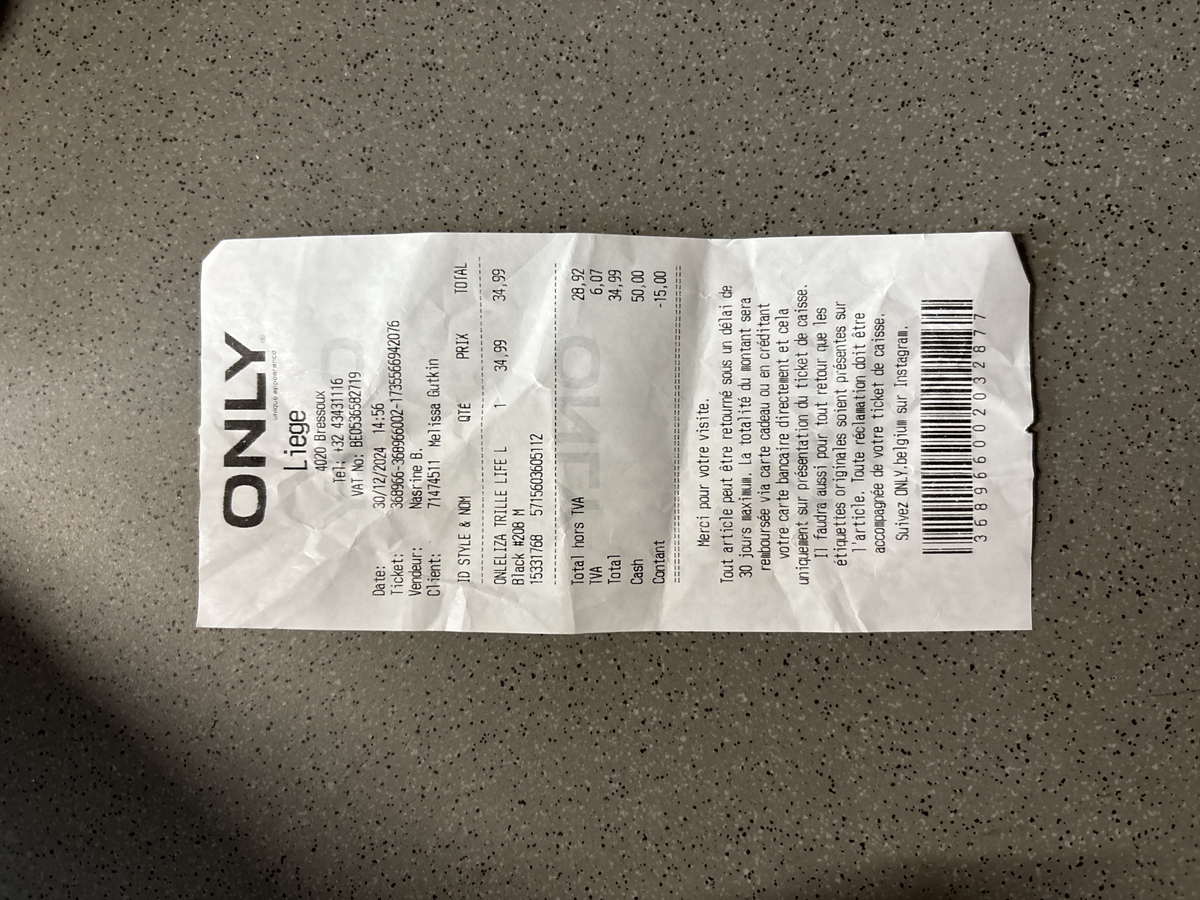 ONLY
unique appearance
Liege
4020 Bressoux
Tel: +32 43431116
VAT No: BE0536582719
Date: 30/12/2024 14:56
Ticket: 368966-368966002-1735566942076
Vendeur: Nasrine B.
Client: 71474511 Melissa Gutkin
ID STYLE & NOM QTÉ PRIX TOTAL
ONLELIZA TRILLE LIFE L 1 34,99 34,99
Black #208 M
15331768 5715603605112
Total hors TVA 28,92
TVA 6,07
Total 34,99
Cash 50,00
Contant -15,00
Merci pour votre visite.
Tout article peut être retourné sous un délai de
30 jours maximum. La totalité du montant sera
remboursée via carte cadeau ou en créditant
votre carte bancaire directement et cela
uniquement sur présentation du ticket de caisse.
Il faudra aussi pour tout retour que les
étiquettes originales soient présentes sur
l'article. Toute réclamation doit être
accompagnée de votre ticket de caisse.
Suivez ONLY.belgium sur Instagram.
368966002032877